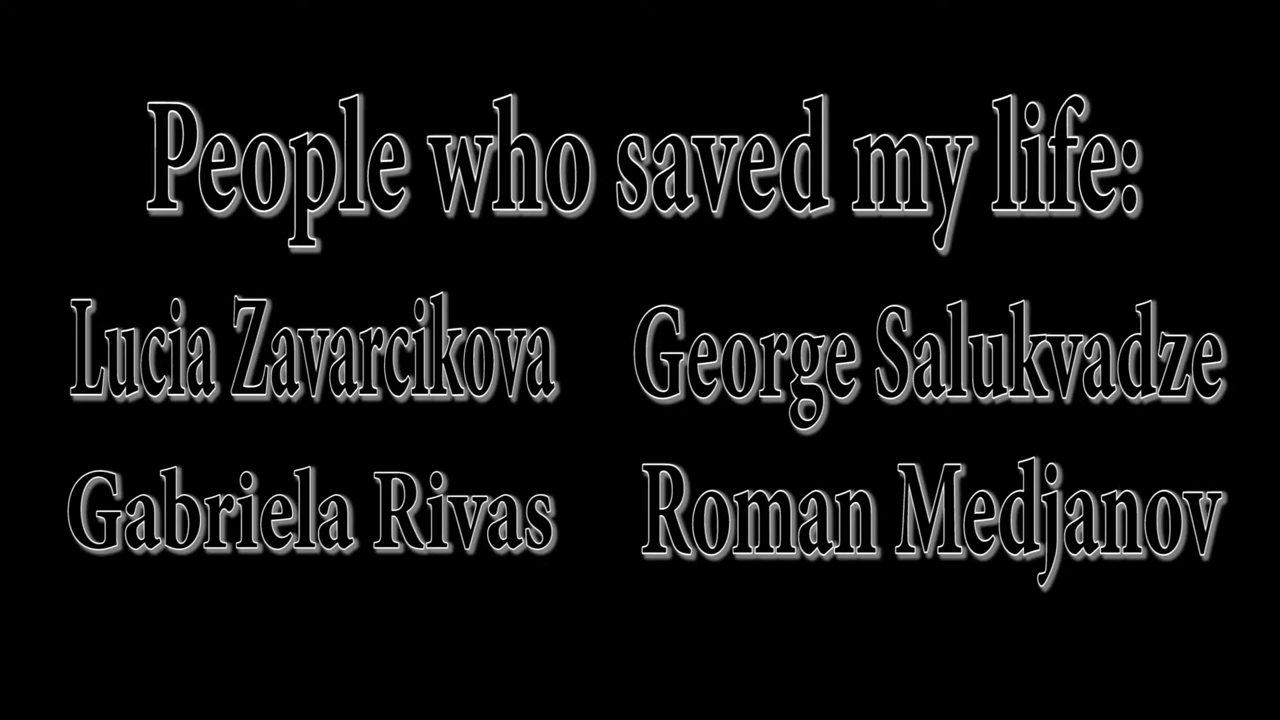 People who saved my life:
Lucia Zavarcikova
George Salukvadze
Gabriela Rivas
Roman Medjanov